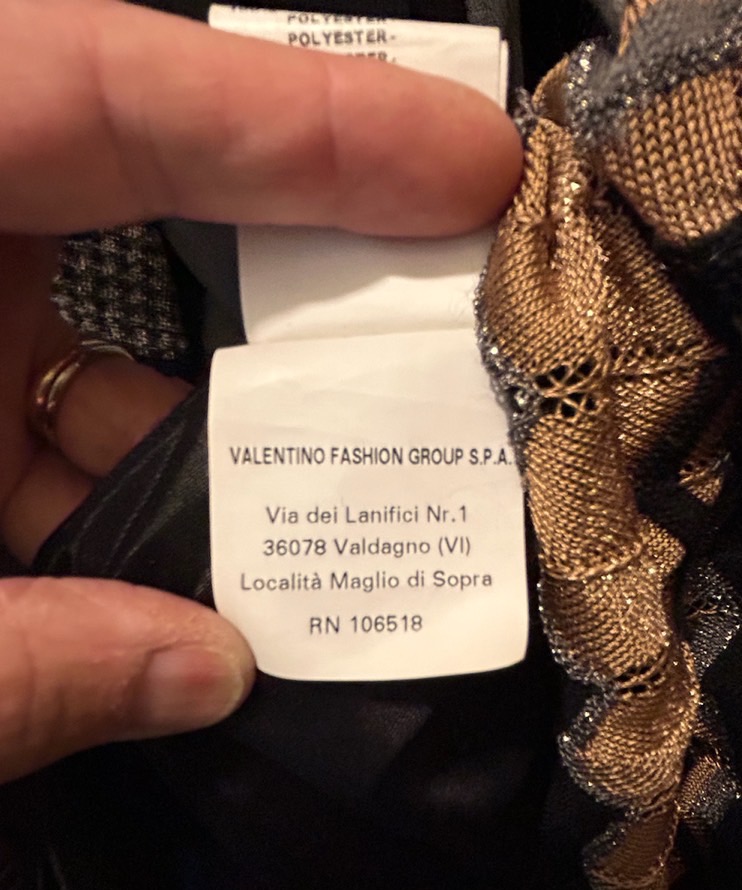 POLYESTER
POLYESTER-
VALENTINO FASHION GROUP S.P.A.
Via dei Lanifici Nr.1
36078 Valdagno (VI)
Località Maglio di Sopra
RN 106518